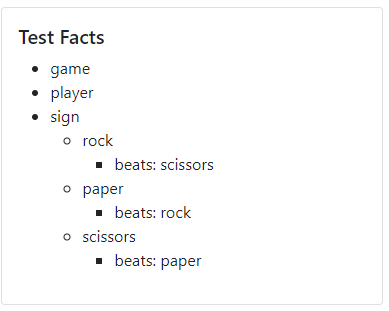 Test Facts
game
player
sign
rock
beats: scissors
paper
beats: rock
scissors
beats: paper